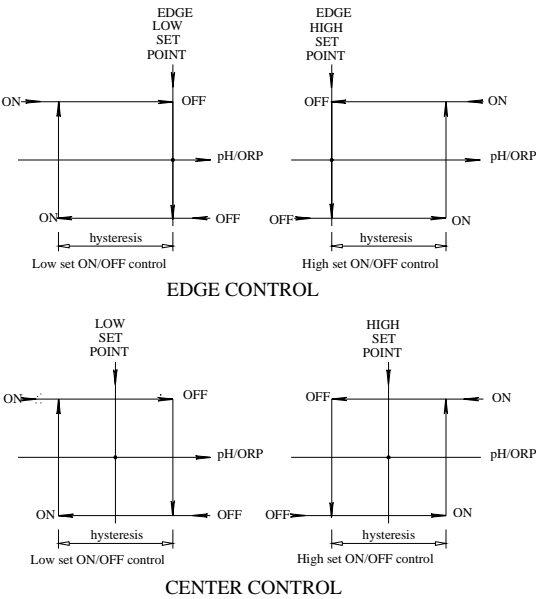 EDGE
LOW
SET
POINT
EDGE
HIGH
SET
POINT
ON
OFF
OFF
ON
pH/ORP
pH/ORP
ON
OFF
OFF
ON
hysteresis
hysteresis
Low set ON/OFF control
High set ON/OFF control
EDGE CONTROL
LOW
SET
POINT
HIGH
SET
POINT
ON
OFF
OFF
ON
pH/ORP
pH/ORP
ON
OFF
OFF
ON
hysteresis
hysteresis
Low set ON/OFF control
High set ON/OFF control
CENTER CONTROL